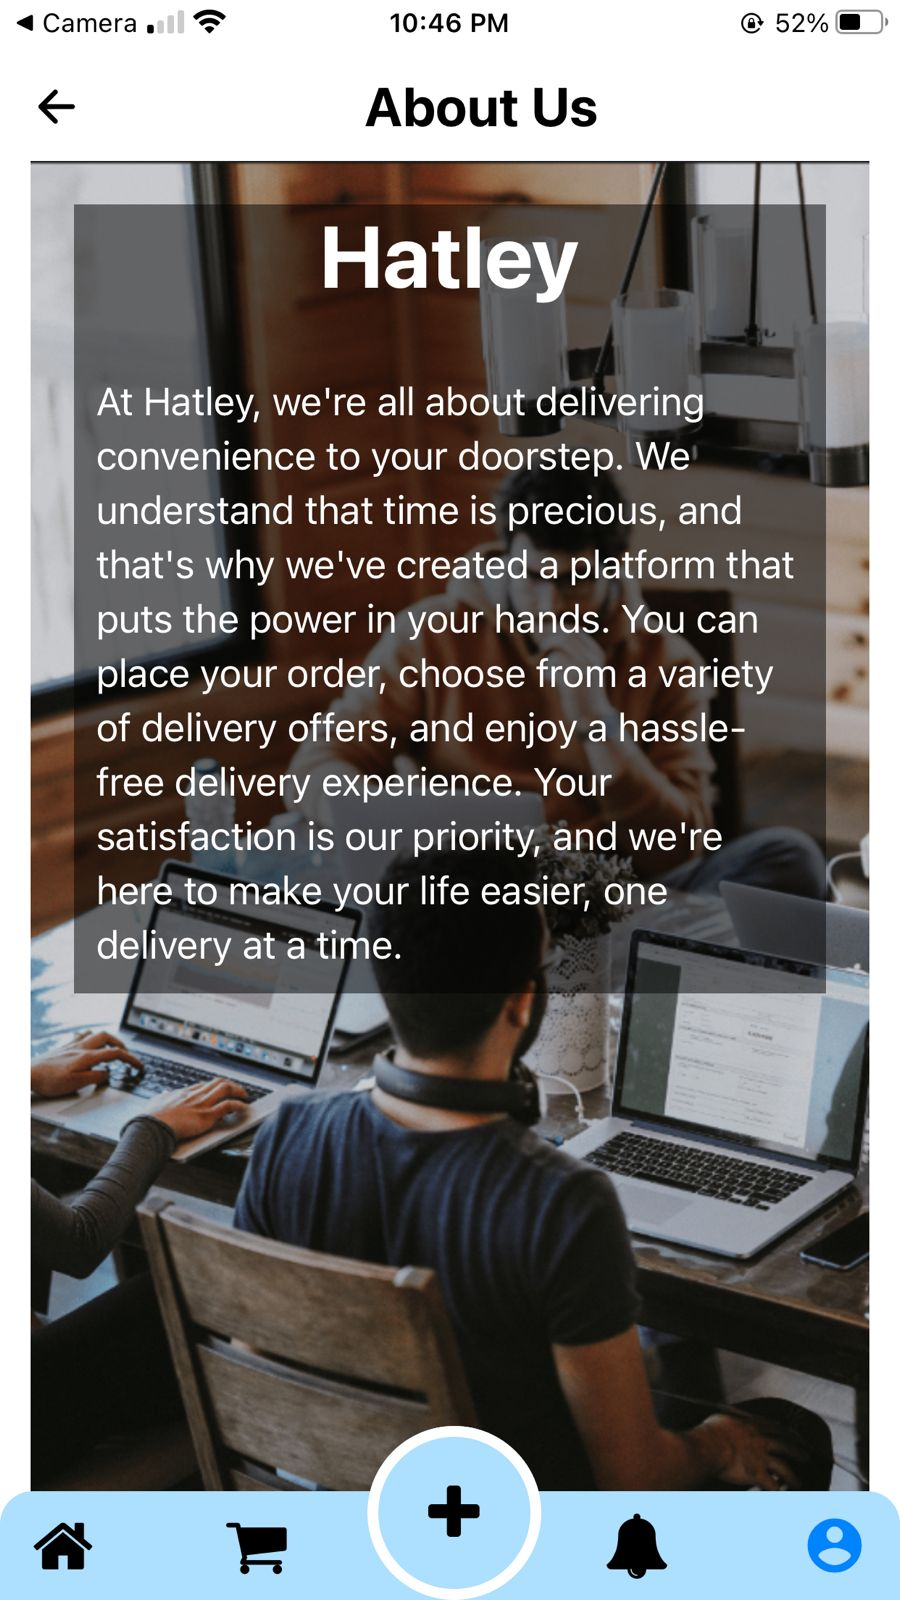 Camera
10:46 PM
52%
About Us
Hatley
At Hatley, we're all about delivering
convenience to your doorstep. We
understand that time is precious, and
that's why we've created a platform that
puts the power in your hands. You can
place your order, choose from a variety
of delivery offers, and enjoy a hassle-
free delivery experience. Your
satisfaction is our priority, and we're
here to make your life easier, one
delivery at a time.